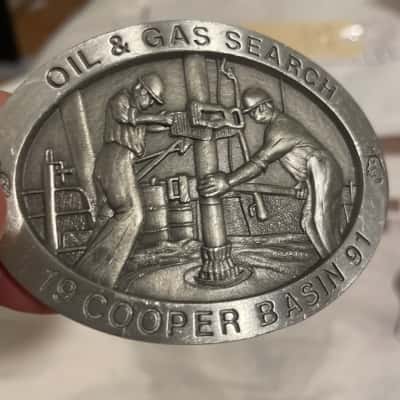 OIL & GAS SEARCH
19 COOPER BASIN 91